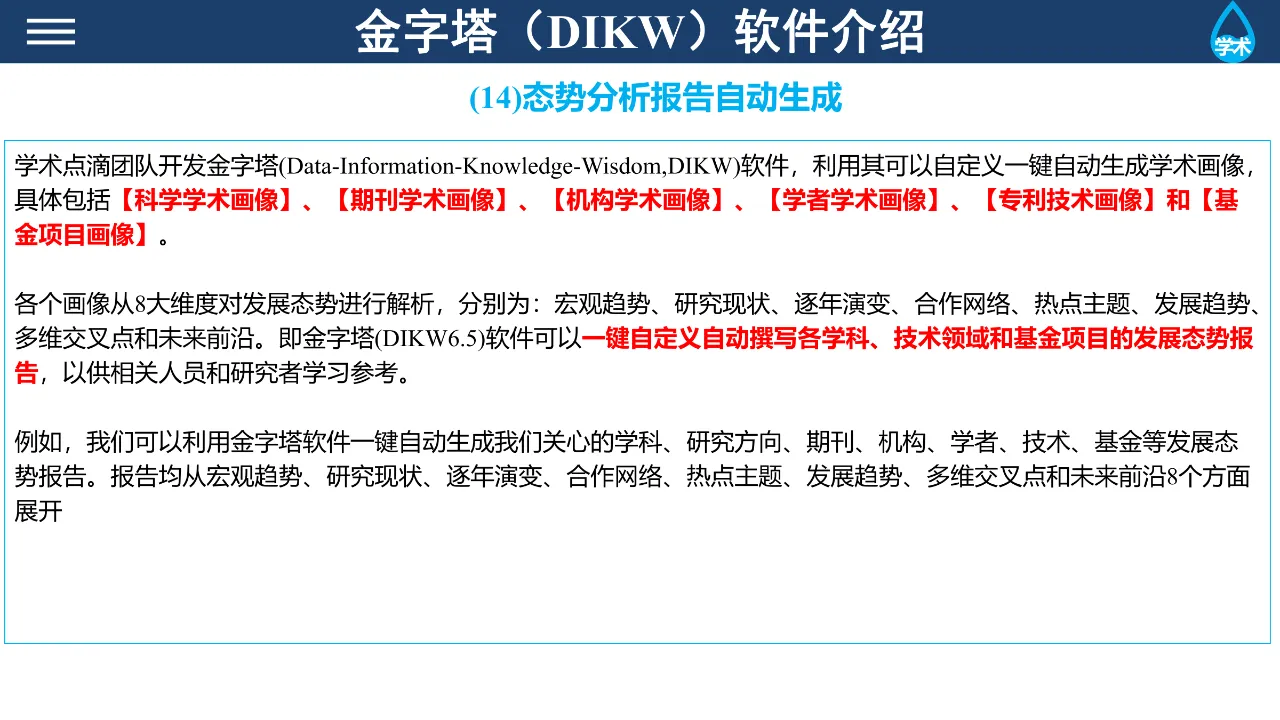 金字塔（DIKW）软件介绍
学术
(14)态势分析报告自动生成
学术点滴团队开发金字塔(Data-Information-Knowledge-Wisdom,DIKW)软件，利用其可以自定义一键自动生成学术画像，
具体包括【科学学术画像】、【期刊学术画像】、【机构学术画像】、【学者学术画像】、【专利技术画像】和【基
金项目画像】。
各个画像从8大维度对发展态势进行解析，分别为：宏观趋势、研究现状、逐年演变、合作网络、热点主题、发展趋势、
多维交叉点和未来前沿。即金字塔(DIKW6.5)软件可以一键自定义自动撰写各学科、技术领域和基金项目的发展态势报
告，以供相关人员和研究者学习参考。
例如，我们可以利用金字塔软件一键自动生成我们关心的学科、研究方向、期刊、机构、学者、技术、基金等发展态
势报告。报告均从宏观趋势、研究现状、逐年演变、合作网络、热点主题、发展趋势、多维交叉点和未来前沿8个方面
展开